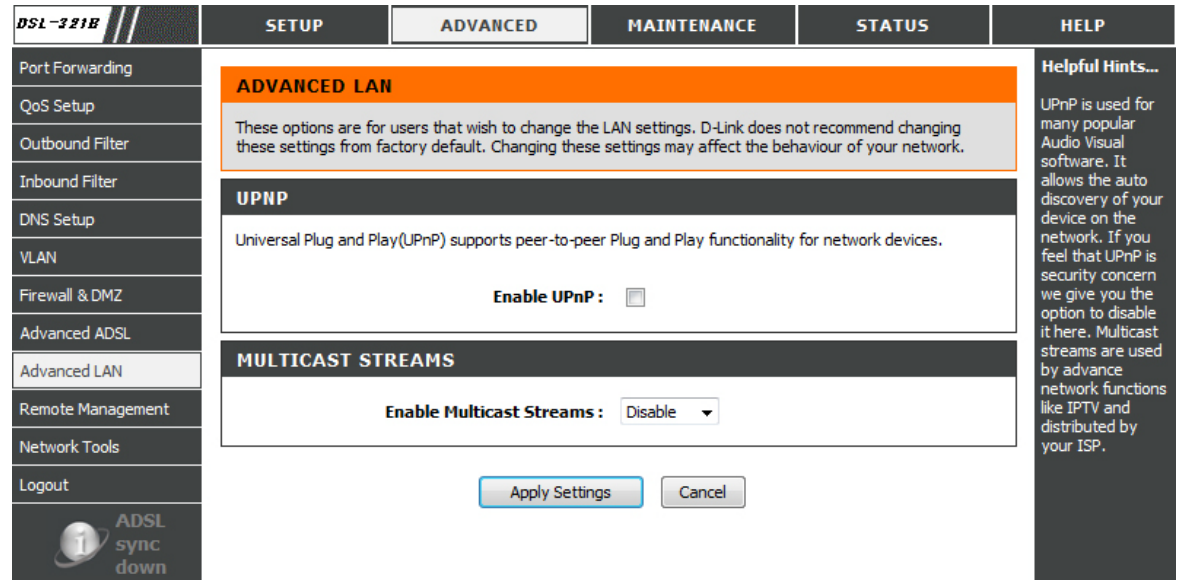 DSL-321B
SETUP
ADVANCED
MAINTENANCE
STATUS
HELP
Port Forwarding
QoS Setup
Outbound Filter
Inbound Filter
DNS Setup
VLAN
Firewall & DMZ
Advanced ADSL
Advanced LAN
Remote Management
Network Tools
Logout
ADSL
sync
down
ADVANCED LAN
These options are for users that wish to change the LAN settings. D-Link does not recommend changing
these settings from factory default. Changing these settings may affect the behaviour of your network.
UPNP
Universal Plug and Play(UPnP) supports peer-to-peer Plug and Play functionality for network devices.
Enable UPnP :
MULTICAST STREAMS
Enable Multicast Streams : Disable
Apply Settings
Cancel
Helpful Hints...
UPnP is used for
many popular
Audio Visual
software. It
allows the auto
discovery of your
device on the
network. If you
feel that UPnP is
security concern
we give you the
option to disable
it here. Multicast
streams are used
by advance
network functions
like IPTV and
distributed by
your ISP.